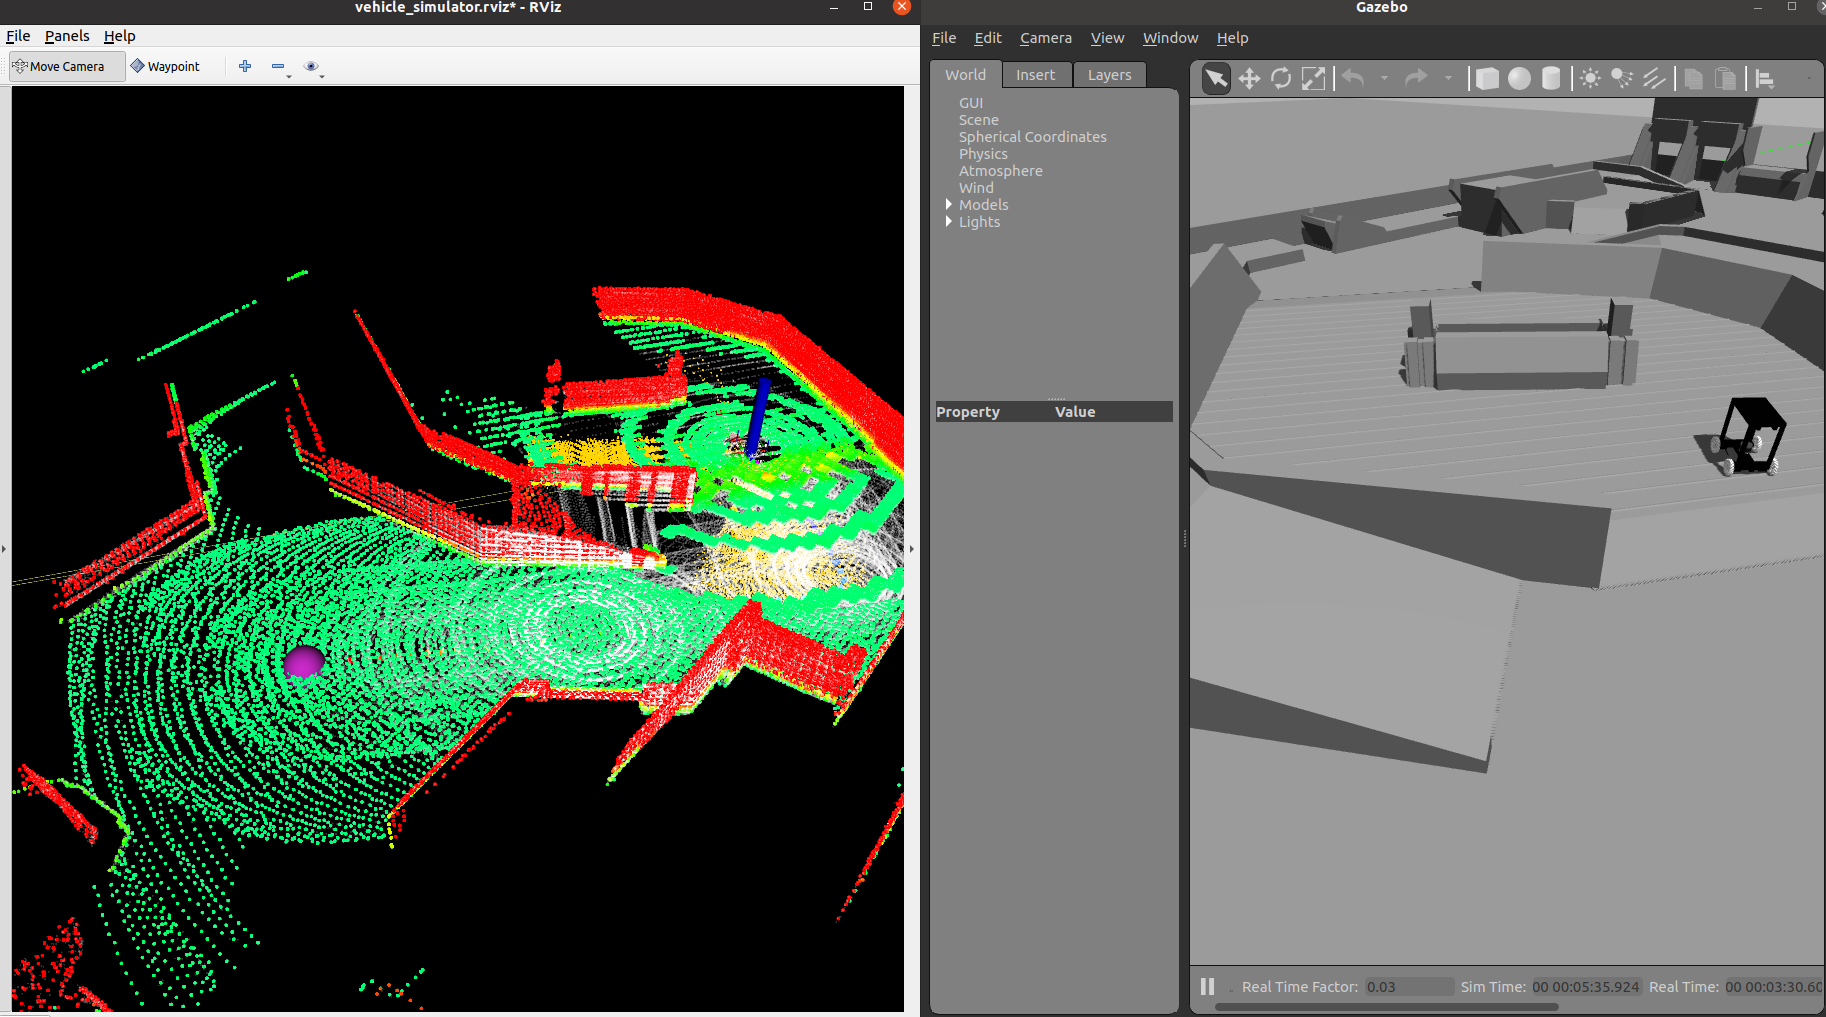 vehicle_simulator.rviz* - RViz
File Panels Help
Move Camera Waypoint
Gazebo
File Edit Camera View Window Help
World Insert Layers
GUI
Scene
Spherical Coordinates
Physics
Atmosphere
Wind
Models
Lights
Property Value
Real Time Factor: 0.03 Sim Time: 00 00:05:35.924 Real Time: 00 00:03:30.60